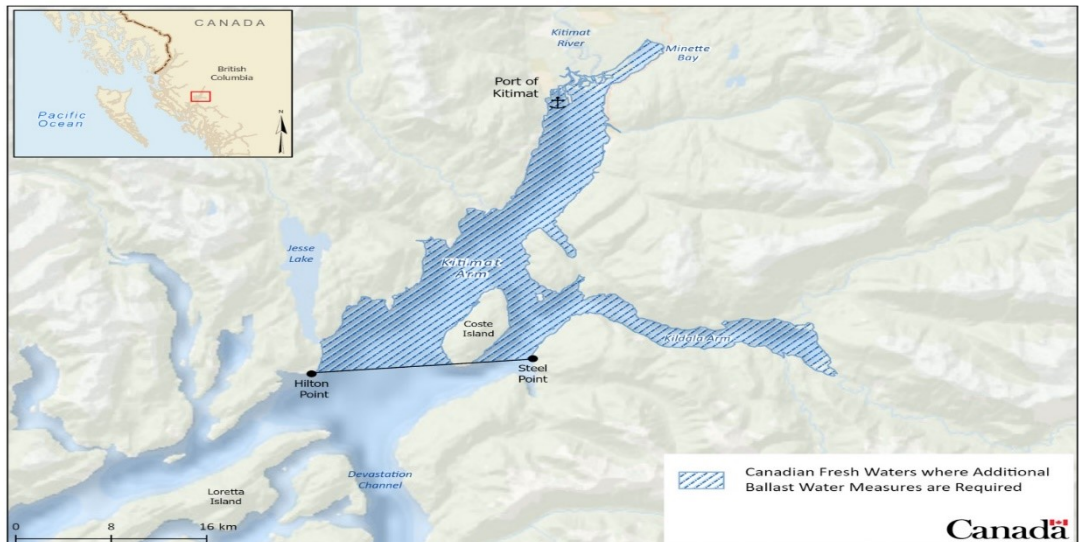 CANADA
British
Columbia
Pacific
Ocean
N
Kitimat
River
Minette
Bay
Port of
Kitimat
Jesse
Lake
Kitimat
Arm
Coste
Island
Kildala Arm
Hilton
Point
Steel
Point
Devastation
Channel
Loretta
Island
0 8 16 km
Canadian Fresh Waters where Additional
Ballast Water Measures are Required
Canada